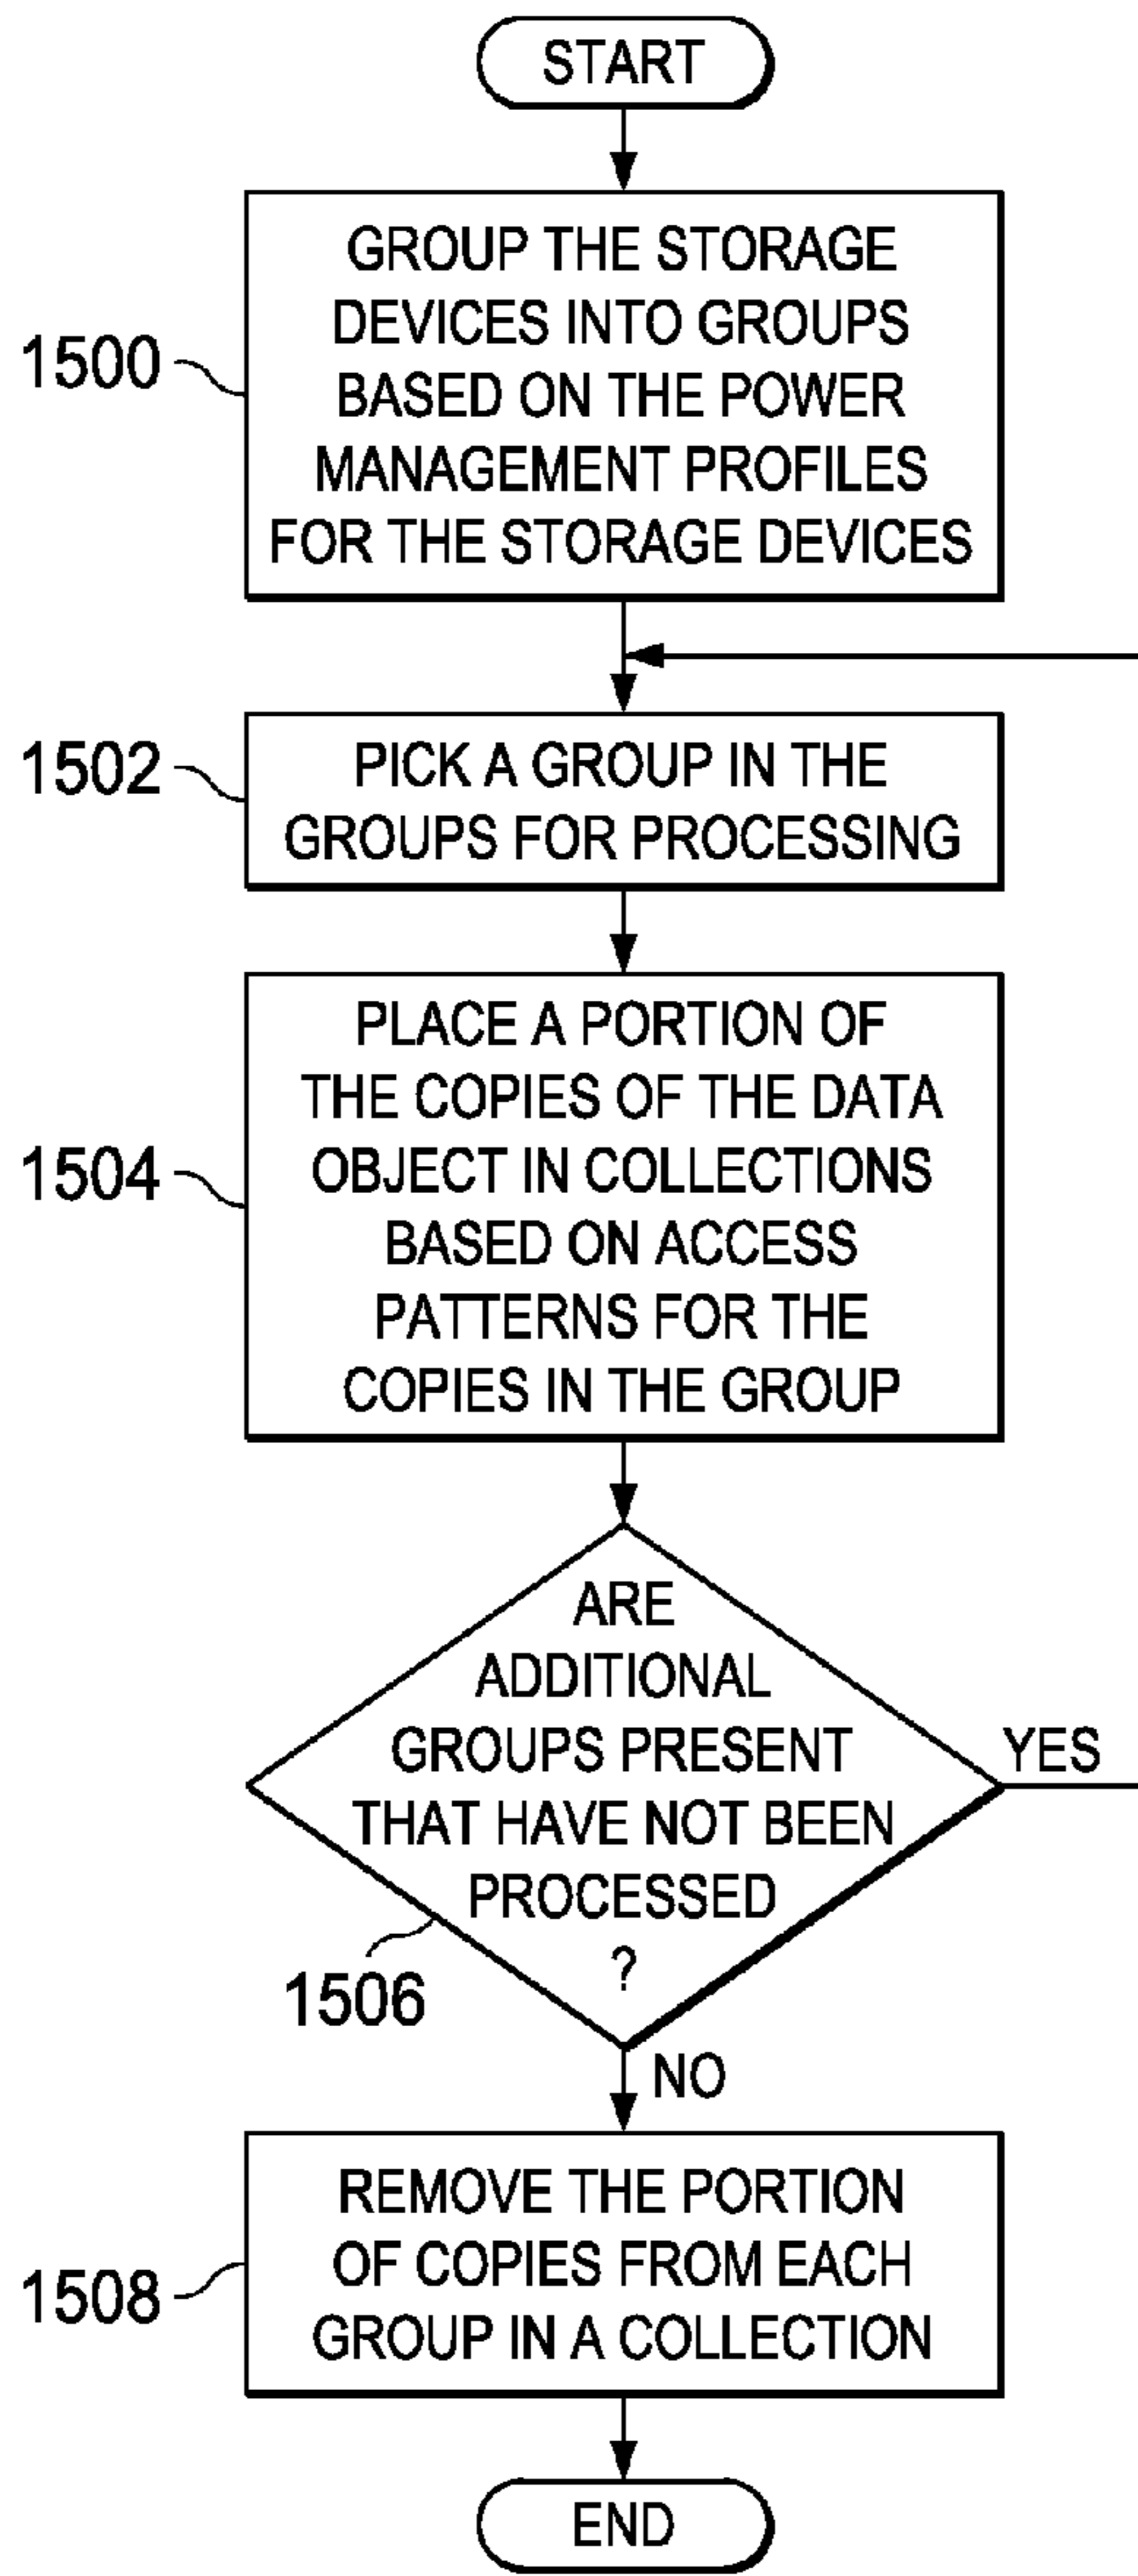 START
GROUP THE STORAGE
DEVICES INTO GROUPS
BASED ON THE POWER
MANAGEMENT PROFILES
FOR THE STORAGE DEVICES
1500
PICK A GROUP IN THE
GROUPS FOR PROCESSING
1502
PLACE A PORTION OF
THE COPIES OF THE DATA
OBJECT IN COLLECTIONS
BASED ON ACCESS
PATTERNS FOR THE
COPIES IN THE GROUP
1504
ARE
ADDITIONAL
GROUPS PRESENT
THAT HAVE NOT BEEN
PROCESSED
?
YES
1506
NO
REMOVE THE PORTION
OF COPIES FROM EACH
GROUP IN A COLLECTION
1508
END